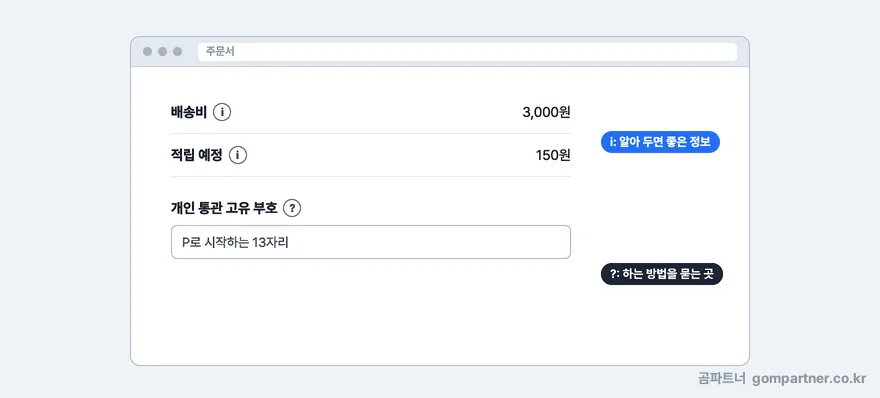 주문서
배송비 i 3,000원
i: 알아 두면 좋은 정보
적립 예정 i 150원
개인 통관 고유 부호 ?
P로 시작하는 13자리
?: 하는 방법을 묻는 곳
곰파트너 gompartner.co.kr